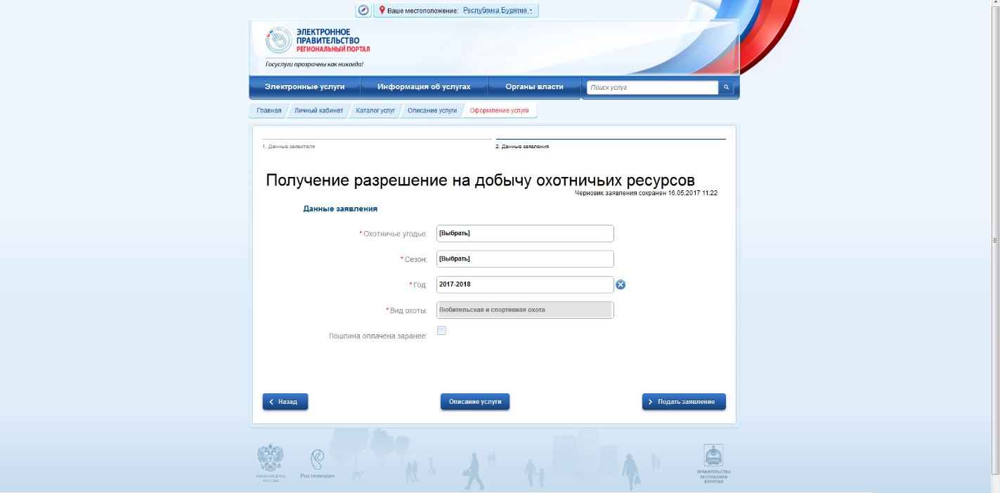 Ваше местоположение: Республика Бурятия
ЭЛЕКТРОННОЕ
ПРАВИТЕЛЬСТВО
РЕГИОНАЛЬНЫЙ ПОРТАЛ
Госуслуги прозрачны как никогда!
Электронные услуги Информация об услугах Органы власти Поиск услуг
Главная Личный кабинет Каталог услуг Описание услуги Оформление услуги
1. Данные заявителя 2. Данные заявления
Получение разрешение на добычу охотничьих ресурсов
Черновик заявления сохранен 16.05.2017 11:22
Данные заявления
* Охотничье угодье: [Выбрать]
* Сезон: [Выбрать]
* Год: 2017-2018
* Вид охоты: Любительская и спортивная охота
Пошлина оплачена заранее:
Назад Описание услуги Подать заявление
МИНКОМСВЯЗЬ
РОССИИ
Ростелеком
ПРАВИТЕЛЬСТВО
РЕСПУБЛИКИ
БУРЯТИЯ